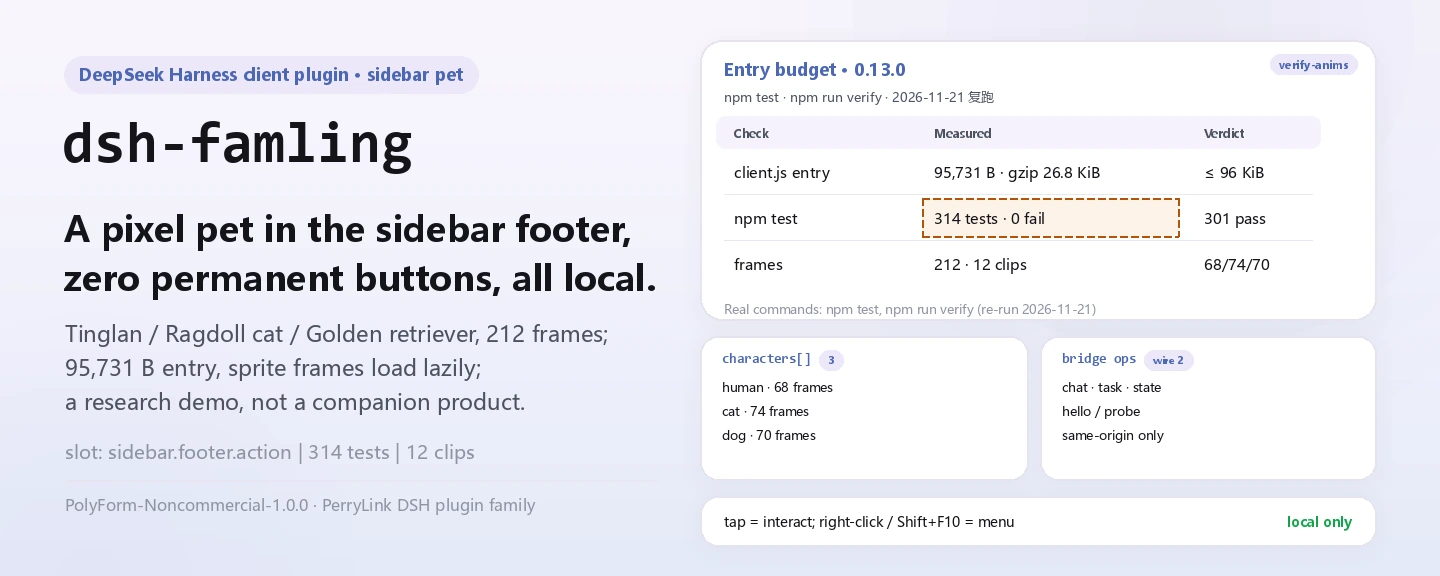 DeepSeek Harness client plugin • sidebar pet
dsh-famling
A pixel pet in the sidebar footer,
zero permanent buttons, all local.
Tinglan / Ragdoll cat / Golden retriever, 212 frames;
95,731 B entry, sprite frames load lazily;
a research demo, not a companion product.
slot: sidebar.footer.action | 314 tests | 12 clips
PolyForm-Noncommercial-1.0.0 · PerryLink DSH plugin family
Entry budget • 0.13.0
verify-anims
npm test · npm run verify · 2026-11-21 复跑
Check Measured Verdict
client.js entry 95,731 B · gzip 26.8 KiB ≤ 96 KiB
npm test 314 tests · 0 fail 301 pass
frames 212 · 12 clips 68/74/70
Real commands: npm test, npm run verify (re-run 2026-11-21)
characters[] 3
human · 68 frames
cat · 74 frames
dog · 70 frames
bridge ops wire 2
chat · task · state
hello / probe
same-origin only
tap = interact; right-click / Shift+F10 = menu local only